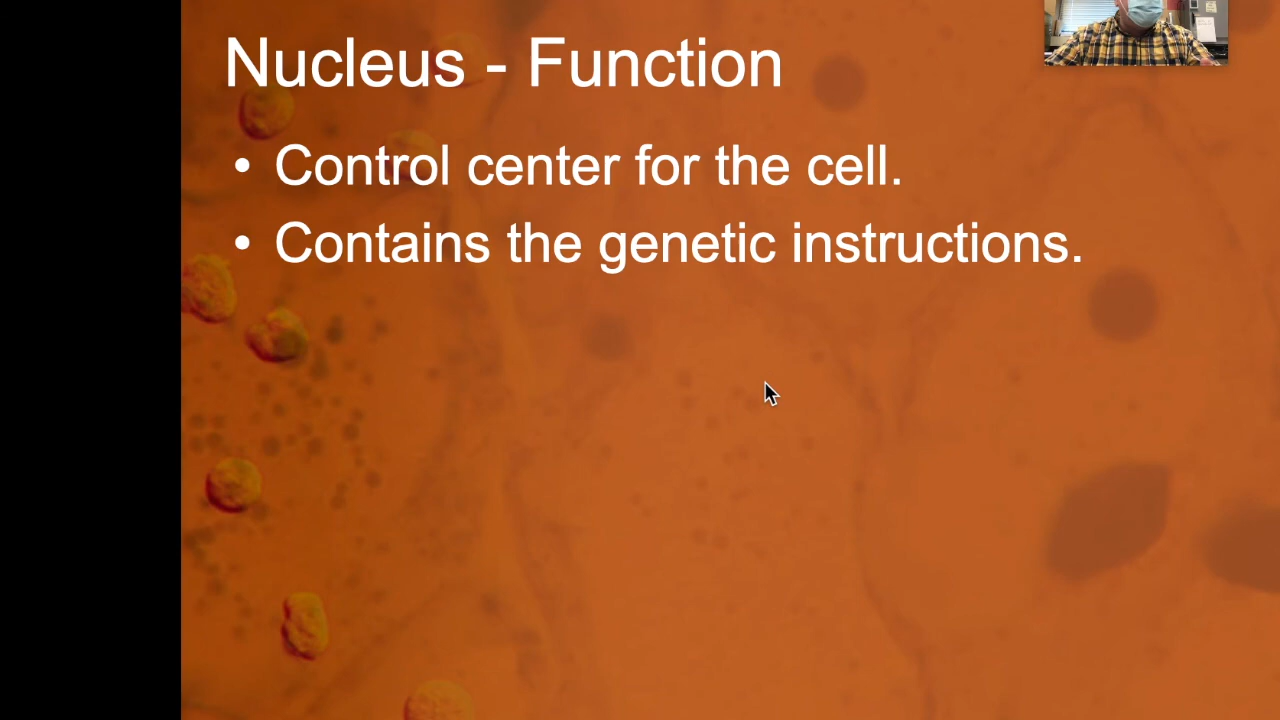 Nucleus - Function
• Control center for the cell.
• Contains the genetic instructions.